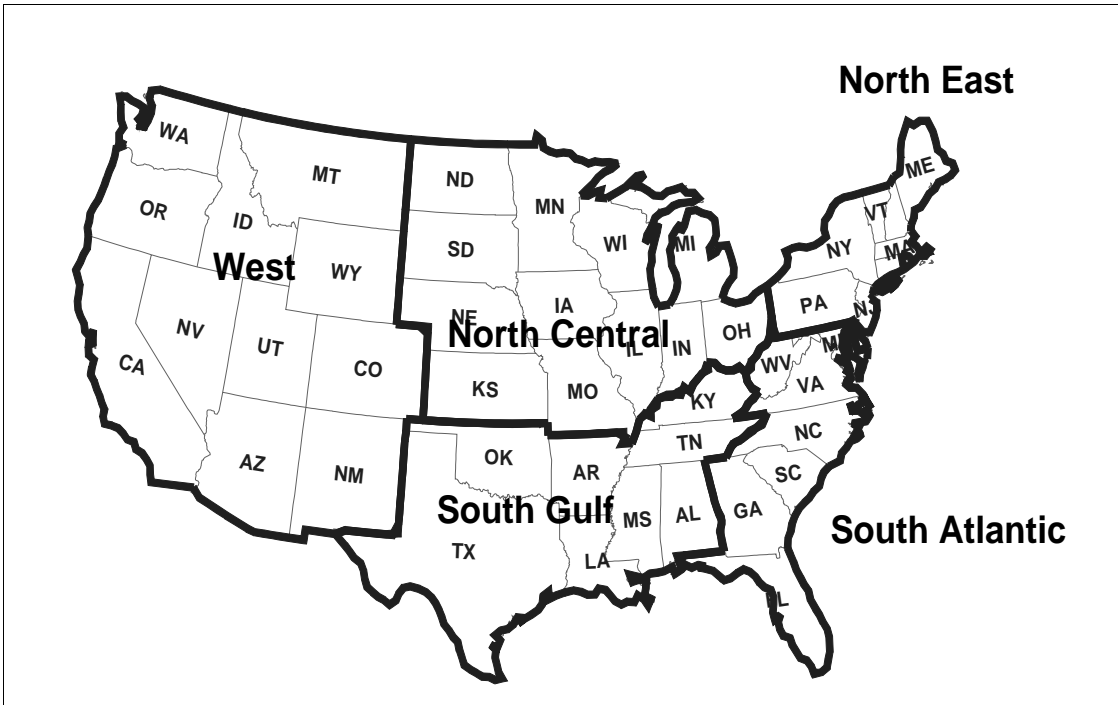 North East
WA
MT
ND
ME
OR
ID
MN
VT
WI
MI
NY
MA
SD
West
WY
PA
NE
IA
NJ
North Central
NV
UT
CO
IL
IN
OH
WV
CA
KS
MO
KY
VA
TN
NC
AZ
NM
OK
AR
SC
South Gulf
MS
AL
GA
South Atlantic
TX
LA